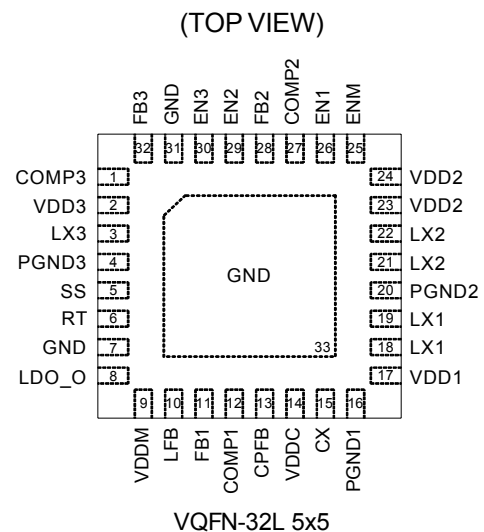 (TOP VIEW)
FB3 GND EN3 EN2 FB2 COMP2 EN1 ENM
32 31 30 29 28 27 26 25
COMP3 1 24 VDD2
VDD3 2 23 VDD2
LX3 3 22 LX2
PGND3 4 21 LX2
GND
SS 5 20 PGND2
RT 6 19 LX1
GND 7 33 18 LX1
LDO_O 8 17 VDD1
9 10 11 12 13 14 15 16
VDDM LFB FB1 COMP1 CPFB VDDC CX PGND1
VQFN-32L 5x5